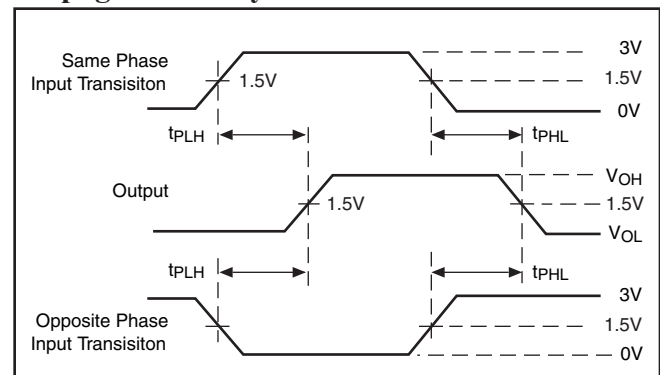 Same Phase
Input Transisiton
1.5V
3V
1.5V
0V
tPLH
tPHL
Output
1.5V
VOH
1.5V
VOL
tPLH
tPHL
Opposite Phase
Input Transisiton
3V
1.5V
0V